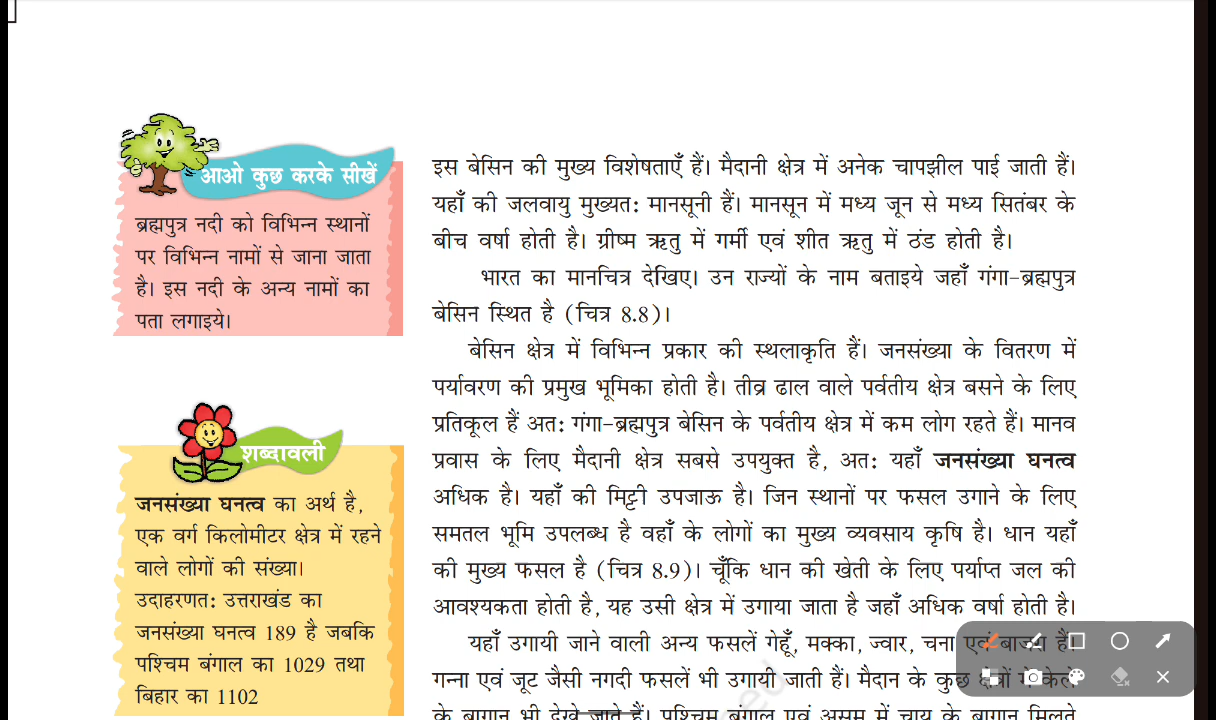 आओ कुछ करके सीखें
ब्रह्मपुत्र नदी को विभिन्न स्थानों
पर विभिन्न नामों से जाना जाता
है। इस नदी के अन्य नामों का
पता लगाइये।
शब्दावली
जनसंख्या घनत्व का अर्थ है,
एक वर्ग किलोमीटर क्षेत्र में रहने
वाले लोगों की संख्या।
उदाहरणतः उत्तराखंड का
जनसंख्या घनत्व 189 है जबकि
पश्चिम बंगाल का 1029 तथा
बिहार का 1102
इस बेसिन की मुख्य विशेषताएँ हैं। मैदानी क्षेत्र में अनेक चापझील पाई जाती हैं।
यहाँ की जलवायु मुख्यतः मानसूनी हैं। मानसून में मध्य जून से मध्य सितंबर के
बीच वर्षा होती है। ग्रीष्म ऋतु में गर्मी एवं शीत ऋतु में ठंड होती है।
भारत का मानचित्र देखिए। उन राज्यों के नाम बताइये जहाँ गंगा-ब्रह्मपुत्र
बेसिन स्थित है (चित्र 8.8)।
बेसिन क्षेत्र में विभिन्न प्रकार की स्थलाकृति हैं। जनसंख्या के वितरण में
पर्यावरण की प्रमुख भूमिका होती है। तीव्र ढाल वाले पर्वतीय क्षेत्र बसने के लिए
प्रतिकूल हैं अतः गंगा-ब्रह्मपुत्र बेसिन के पर्वतीय क्षेत्र में कम लोग रहते हैं। मानव
प्रवास के लिए मैदानी क्षेत्र सबसे उपयुक्त है, अतः यहाँ जनसंख्या घनत्व
अधिक है। यहाँ की मिट्टी उपजाऊ है। जिन स्थानों पर फसल उगाने के लिए
समतल भूमि उपलब्ध है वहाँ के लोगों का मुख्य व्यवसाय कृषि है। धान यहाँ
की मुख्य फसल है (चित्र 8.9)। चूँकि धान की खेती के लिए पर्याप्त जल की
आवश्यकता होती है, यह उसी क्षेत्र में उगाया जाता है जहाँ अधिक वर्षा होती है।
यहाँ उगायी जाने वाली अन्य फसलें गेहूँ, मक्का, ज्वार, चना एवं बाजरा हैं।
गन्ना एवं जूट जैसी नगदी फसलें भी उगायी जाती हैं। मैदान के कुछ क्षेत्रों में केले
के बागान भी देखे जाते हैं। पश्चिम बंगाल एवं असम में चाय के बागान मिलते